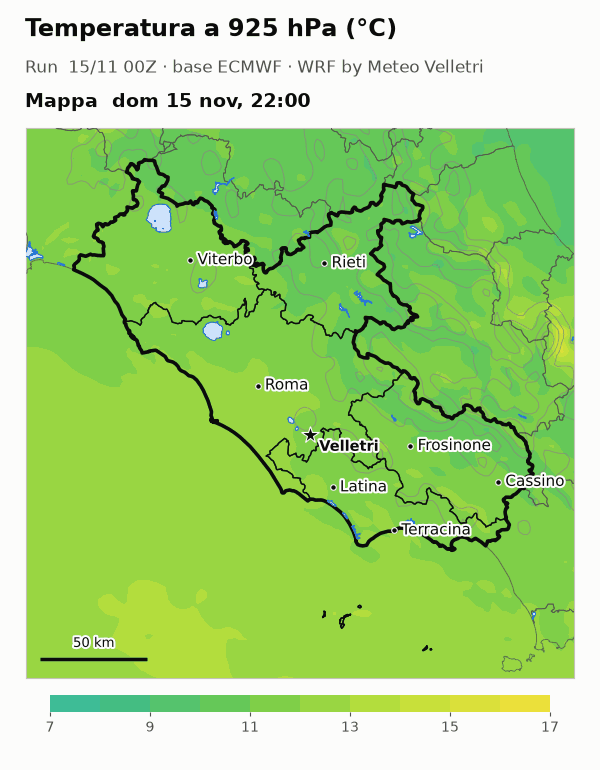 Temperatura a 925 hPa (°C)
Run  15/11 00Z · base ECMWF · WRF by Meteo Velletri
Mappa  dom 15 nov, 22:00
Viterbo
Rieti
Roma
Velletri
Frosinone
Latina
Cassino
Terracina
50 km
7 9 11 13 15 17